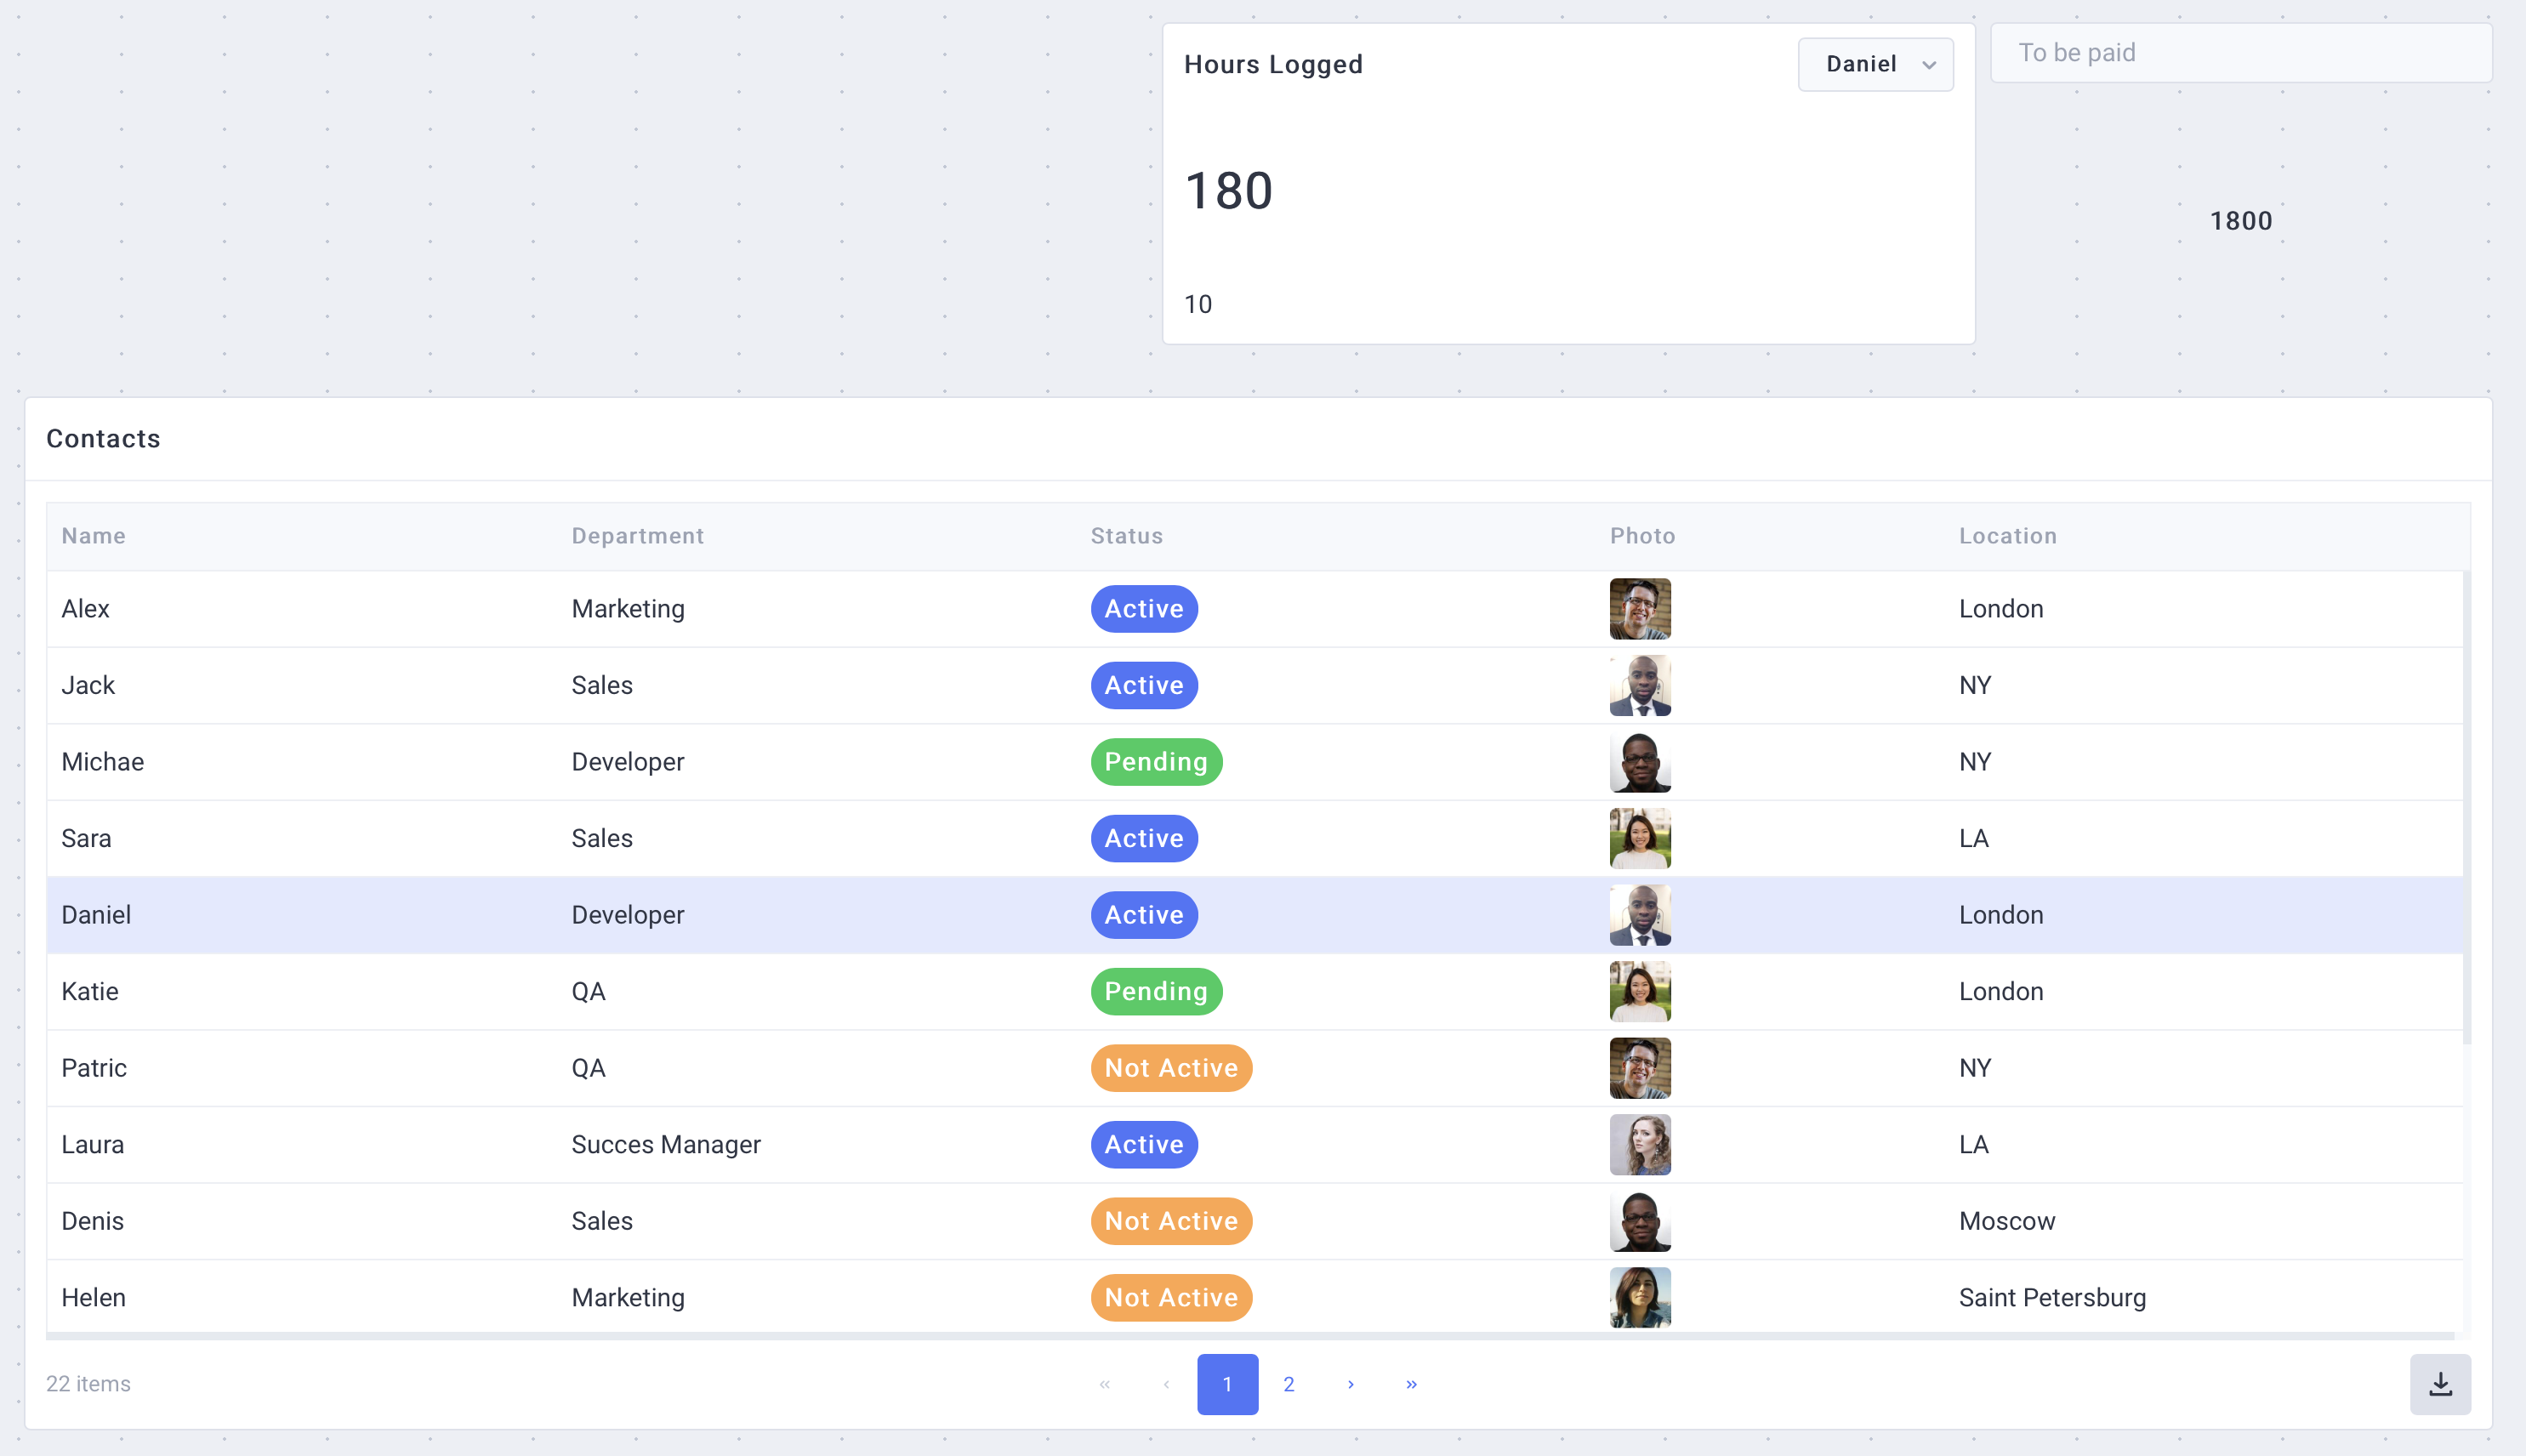 Hours Logged
Daniel
To be paid
180
1800
10
Contacts
Name Department Status Photo Location
Alex Marketing Active London
Jack Sales Active NY
Michae Developer Pending NY
Sara Sales Active LA
Daniel Developer Active London
Katie QA Pending London
Patric QA Not Active NY
Laura Succes Manager Active LA
Denis Sales Not Active Moscow
Helen Marketing Not Active Saint Petersburg
22 items « ‹ 1 2 › »